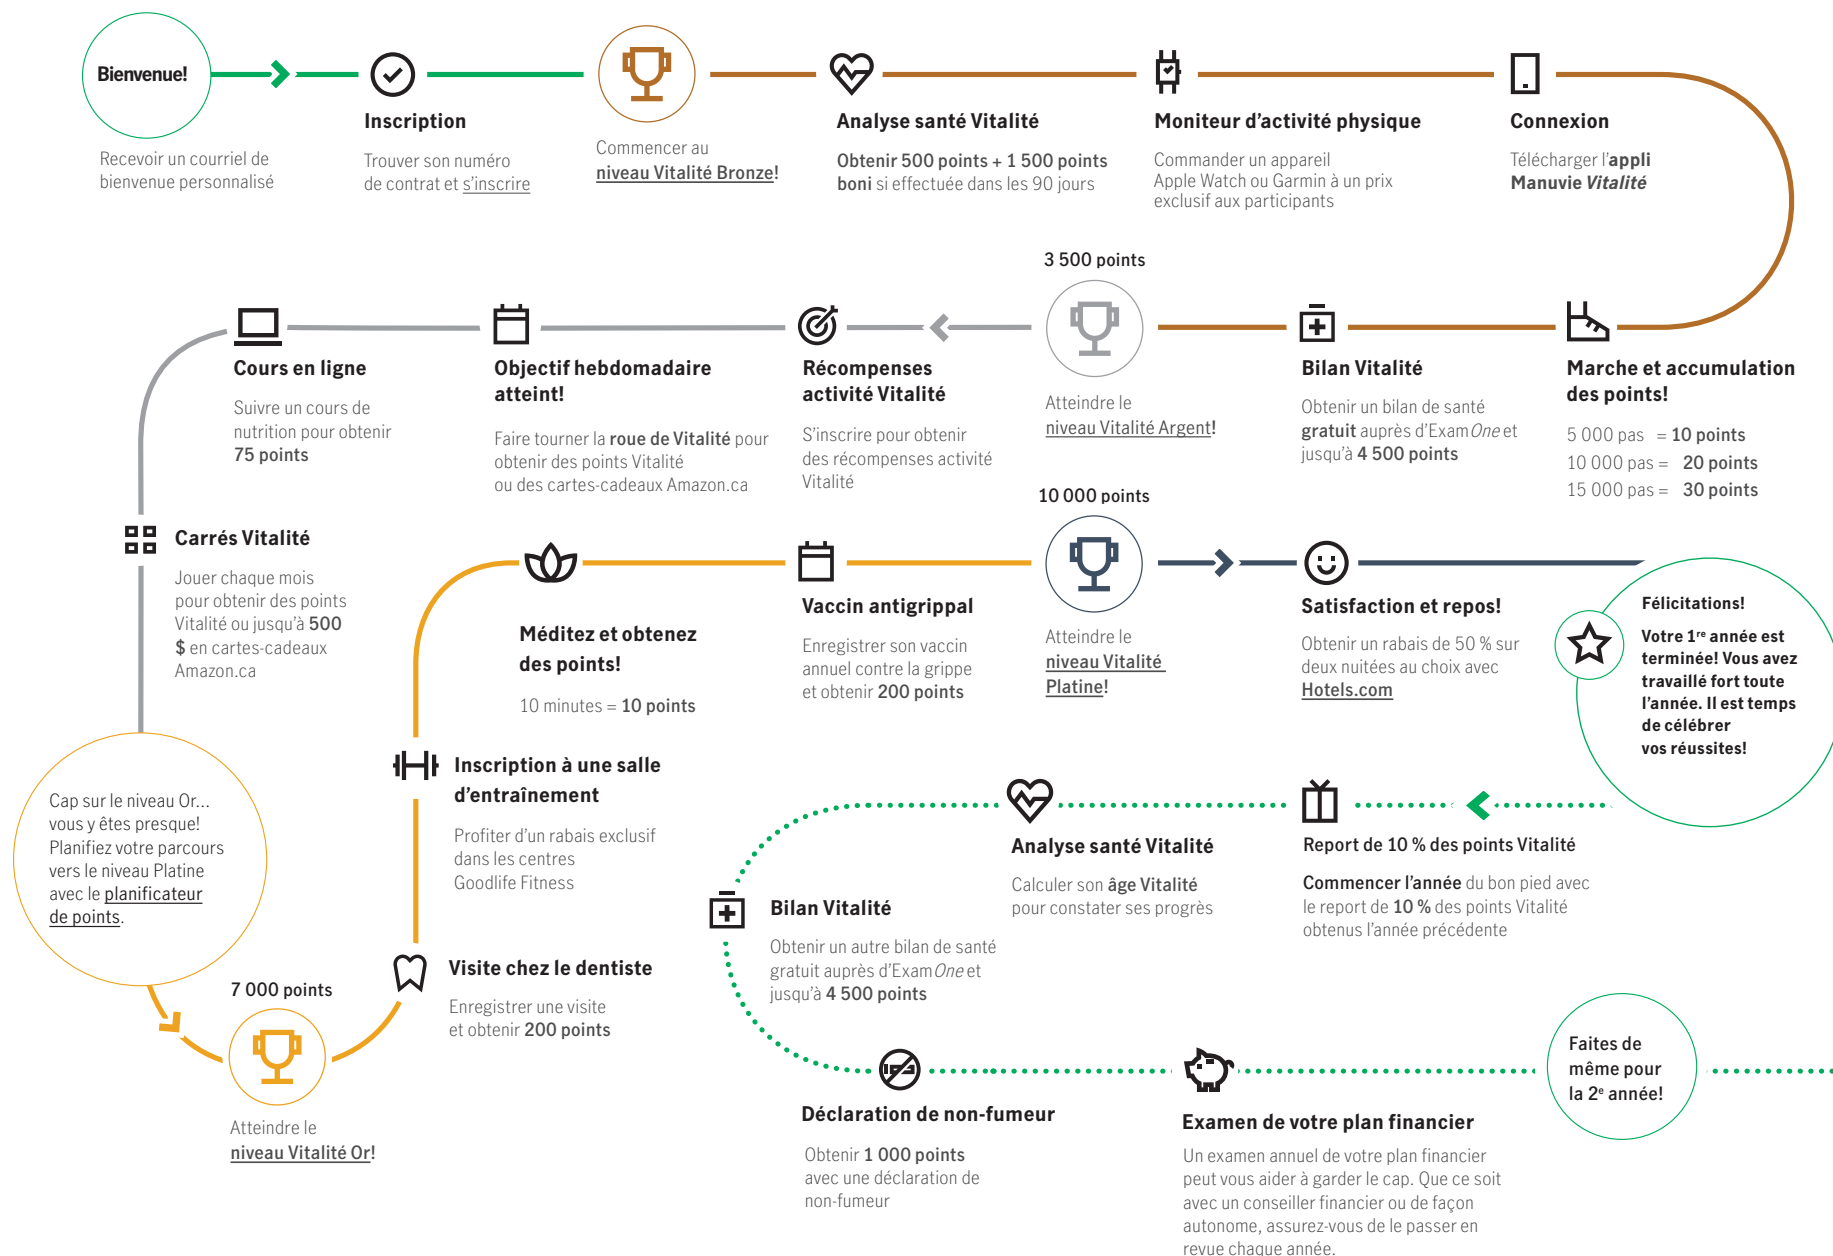 Bienvenue!
Recevoir un courriel de
bienvenue personnalisé
Inscription
Trouver son numéro
de contrat et s'inscrire
Commencer au
niveau Vitalité Bronze!
Analyse santé Vitalité
Obtenir 500 points + 1 500 points
boni si effectuée dans les 90 jours
Moniteur d'activité physique
Commander un appareil
Apple Watch ou Garmin à un prix
exclusif aux participants
Connexion
Télécharger l'appli
Manuvie Vitalité
Marche et accumulation
des points!
5 000 pas = 10 points
10 000 pas = 20 points
15 000 pas = 30 points
Bilan Vitalité
Obtenir un bilan de santé
gratuit auprès d'ExamOne et
jusqu'à 4 500 points
3 500 points
Atteindre le
niveau Vitalité Argent!
Récompenses
activité Vitalité
S'inscrire pour obtenir
des récompenses activité
Vitalité
Objectif hebdomadaire
atteint!
Faire tourner la roue de Vitalité pour
obtenir des points Vitalité
ou des cartes-cadeaux Amazon.ca
Cours en ligne
Suivre un cours de
nutrition pour obtenir
75 points
Carrés Vitalité
Jouer chaque mois
pour obtenir des points
Vitalité ou jusqu'à 500
$ en cartes-cadeaux
Amazon.ca
Cap sur le niveau Or...
vous y êtes presque!
Planifiez votre parcours
vers le niveau Platine
avec le planificateur
de points.
7 000 points
Atteindre le
niveau Vitalité Or!
Visite chez le dentiste
Enregistrer une visite
et obtenir 200 points
Inscription à une salle
d'entraînement
Profiter d'un rabais exclusif
dans les centres
Goodlife Fitness
Méditez et obtenez
des points!
10 minutes = 10 points
Vaccin antigrippal
Enregistrer son vaccin
annuel contre la grippe
et obtenir 200 points
10 000 points
Atteindre le
niveau Vitalité
Platine!
Satisfaction et repos!
Obtenir un rabais de 50 % sur
deux nuitées au choix avec
Hotels.com
Félicitations!
Votre 1re année est
terminée! Vous avez
travaillé fort toute
l'année. Il est temps
de célébrer
vos réussites!
Report de 10 % des points Vitalité
Commencer l'année du bon pied avec
le report de 10 % des points Vitalité
obtenus l'année précédente
Analyse santé Vitalité
Calculer son âge Vitalité
pour constater ses progrès
Bilan Vitalité
Obtenir un autre bilan de santé
gratuit auprès d'ExamOne et
jusqu'à 4 500 points
Déclaration de non-fumeur
Obtenir 1 000 points
avec une déclaration de
non-fumeur
Examen de votre plan financier
Un examen annuel de votre plan financier
peut vous aider à garder le cap. Que ce soit
avec un conseiller financier ou de façon
autonome, assurez-vous de le passer en
revue chaque année.
Faites de
même pour
la 2e année!